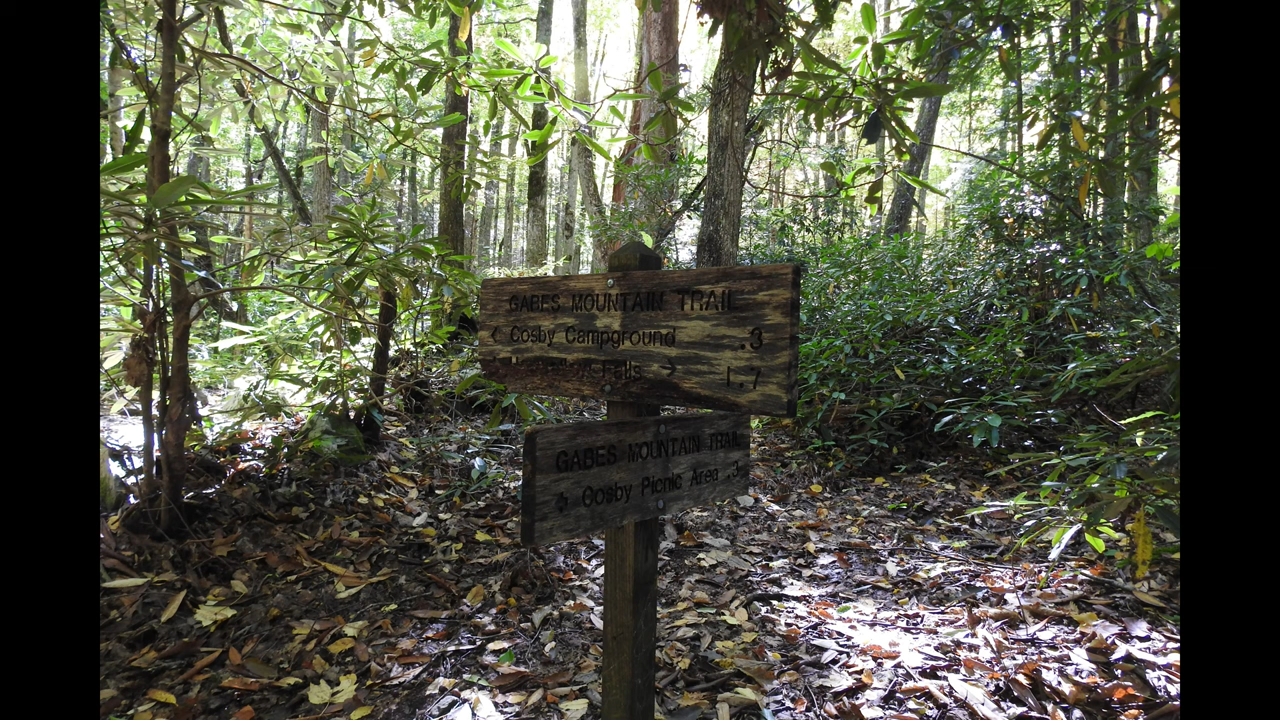 GABES MOUNTAIN TRAIL
< Cosby Campground .3
Falls → 1.7
GABES MOUNTAIN TRAIL
← Cosby Picnic Area .3